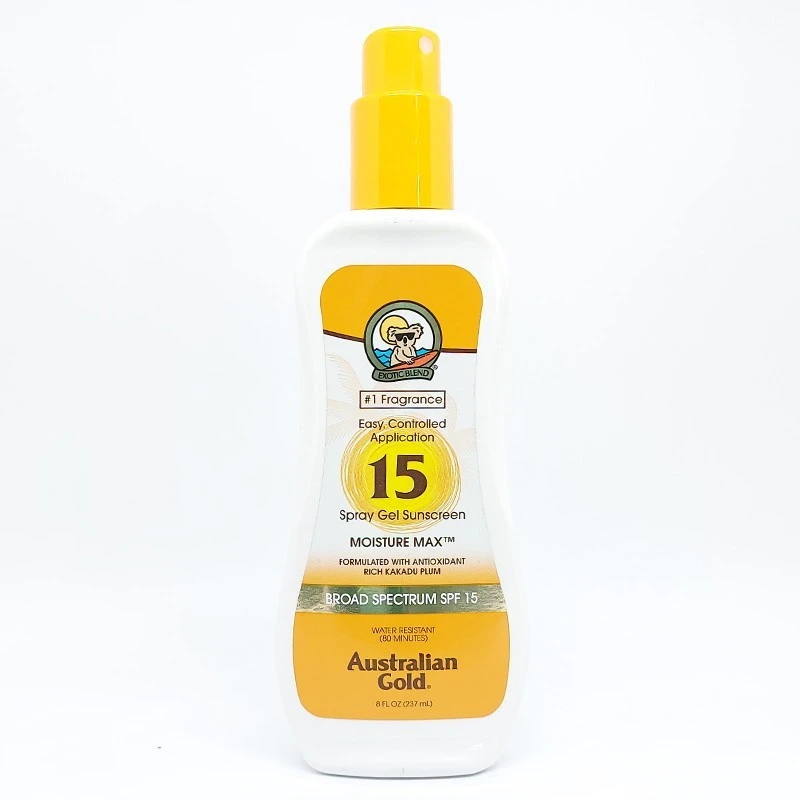 EXOTIC BLEND
#1 Fragrance
Easy, Controlled
Application
15
Spray Gel Sunscreen
MOISTURE MAX™
FORMULATED WITH ANTIOXIDANT
RICH KAKADU PLUM
BROAD SPECTRUM SPF 15
WATER RESISTANT
(80 MINUTES)
Australian
Gold®
8 FL OZ (237 mL)